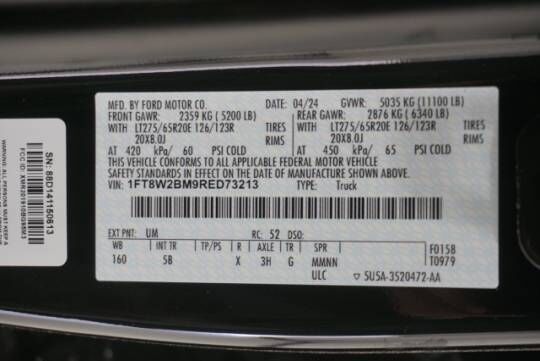 MFD. BY FORD MOTOR CO.
DATE: 04/24 GVWR: 5035 KG (11100 LB)
FRONT GAWR: 2359 KG (5200 LB) REAR GAWR: 2876 KG (6340 LB)
WITH LT275/65R20E 126/123R TIRES WITH LT275/65R20E 126/123R TIRES
20X8.0J RIMS 20X8.0J RIMS
AT 420 kPa/ 60 PSI COLD AT 450 kPa/ 65 PSI COLD
THIS VEHICLE CONFORMS TO ALL APPLICABLE FEDERAL MOTOR VEHICLE
SAFETY STANDARDS IN EFFECT ON THE DATE OF MANUFACTURE SHOWN ABOVE.
VIN: 1FT8W2BM9RED73213 TYPE: Truck
EXT PNT: UM RC: 52 DSO:
WB INT TR TP/PS R AXLE TR SPR F0158
160 5B X 3H G MMNN T0979
ULC ▽ 5U5A-3520472-AA
SN: 88D141150613
WARNING: